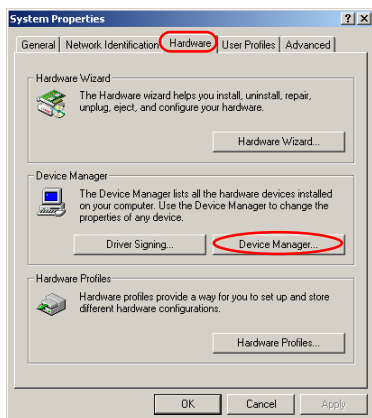 System Properties
General Network Identification Hardware User Profiles Advanced
Hardware Wizard
The Hardware wizard helps you install, uninstall, repair,
unplug, eject, and configure your hardware.
Hardware Wizard...
Device Manager
The Device Manager lists all the hardware devices installed
on your computer. Use the Device Manager to change the
properties of any device.
Driver Signing... Device Manager...
Hardware Profiles
Hardware profiles provide a way for you to set up and store
different hardware configurations.
Hardware Profiles...
OK Cancel Apply